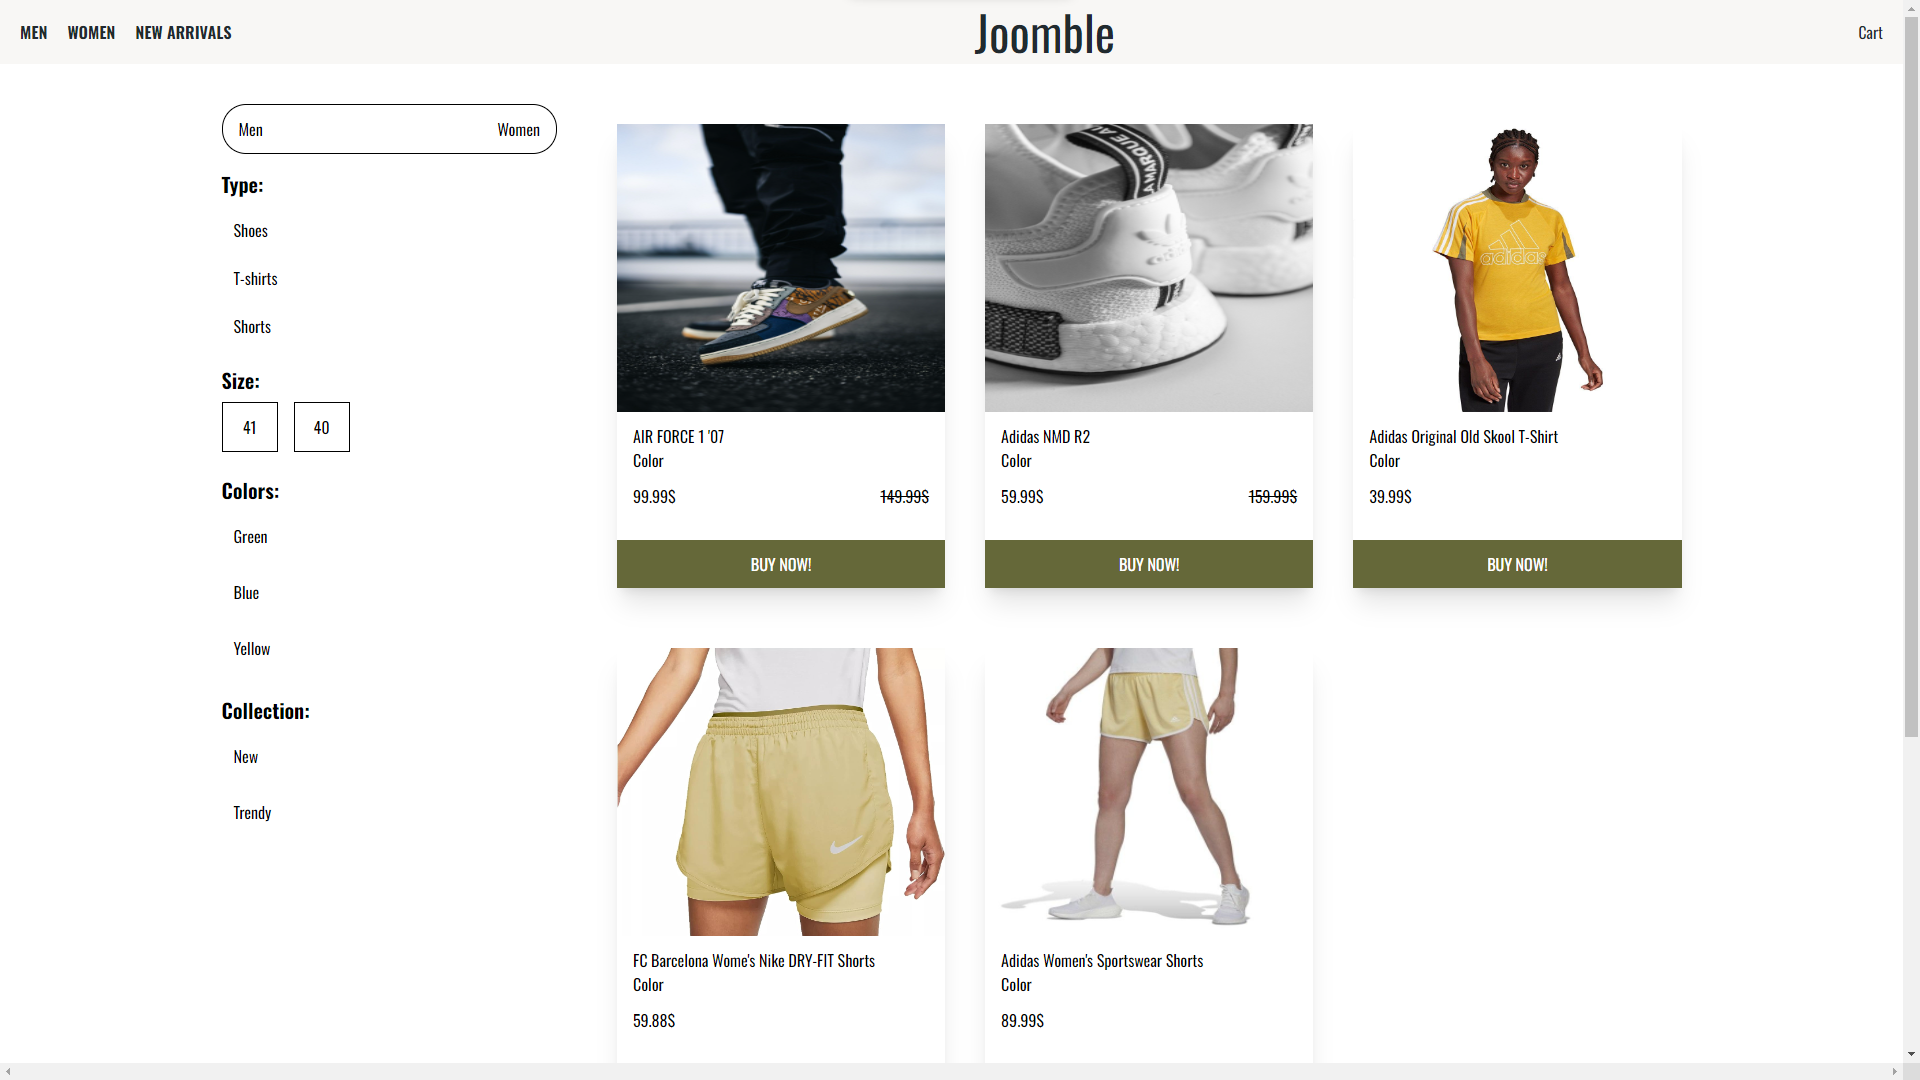 MEN WOMEN NEW ARRIVALS
Joomble
Cart
Men Women
Type:
Shoes
T-shirts
Shorts
Size:
41 40
Colors:
Green
Blue
Yellow
Collection:
New
Trendy
AIR FORCE 1 '07
Color
99.99$ 149.99$
BUY NOW!
Adidas NMD R2
Color
59.99$ 159.99$
BUY NOW!
adidas
Adidas Original Old Skool T-Shirt
Color
39.99$
BUY NOW!
FC Barcelona Wome's Nike DRY-FIT Shorts
Color
59.88$
Adidas Women's Sportswear Shorts
Color
89.99$